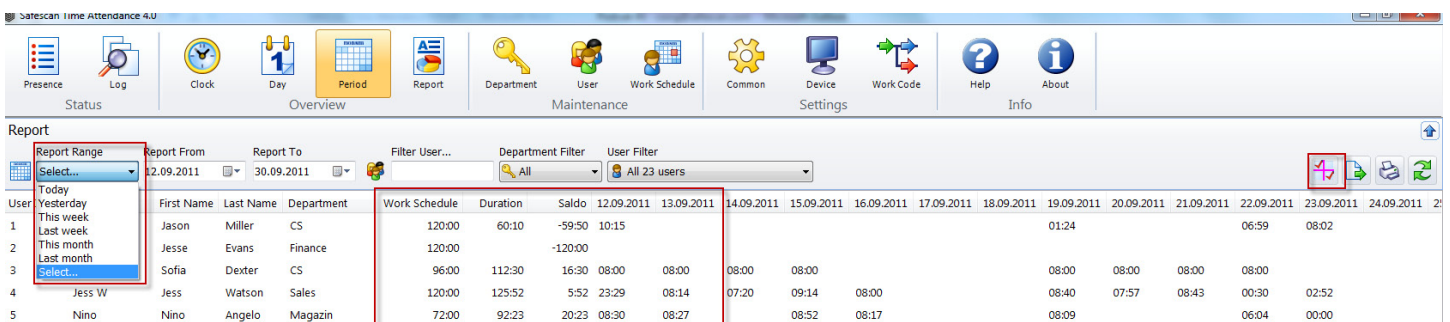 Safescan Time Attendance 4.0
Presence Log Clock Day Period Report Department User Work Schedule Common Device Work Code Help About
Status Overview Maintenance Settings Info
Report
Report Range Report From Report To Filter User... Department Filter User Filter
Select... 12.09.2011 30.09.2011 All All 23 users
Today
User First Name Last Name Department Work Schedule Duration Saldo 12.09.2011 13.09.2011 14.09.2011 15.09.2011 16.09.2011 17.09.2011 18.09.2011 19.09.2011 20.09.2011 21.09.2011 22.09.2011 23.09.2011 24.09.2011
Yesterday
This week
Last week
This month
Last month
Select...
1 Jason Miller CS 120:00 60:10 -59:50 10:15 01:24 06:59 08:02
2 Jesse Evans Finance 120:00 -120:00
3 Sofia Dexter CS 96:00 112:30 16:30 08:00 08:00 08:00 08:00 08:00 08:00 08:00 08:00
4 Jess W Jess Watson Sales 120:00 125:52 5:52 23:29 08:14 07:20 09:14 08:00 08:40 07:57 08:43 00:30 02:52
5 Nino Nino Angelo Magazin 72:00 92:23 20:23 08:30 08:27 08:52 08:17 08:09 06:04 00:00